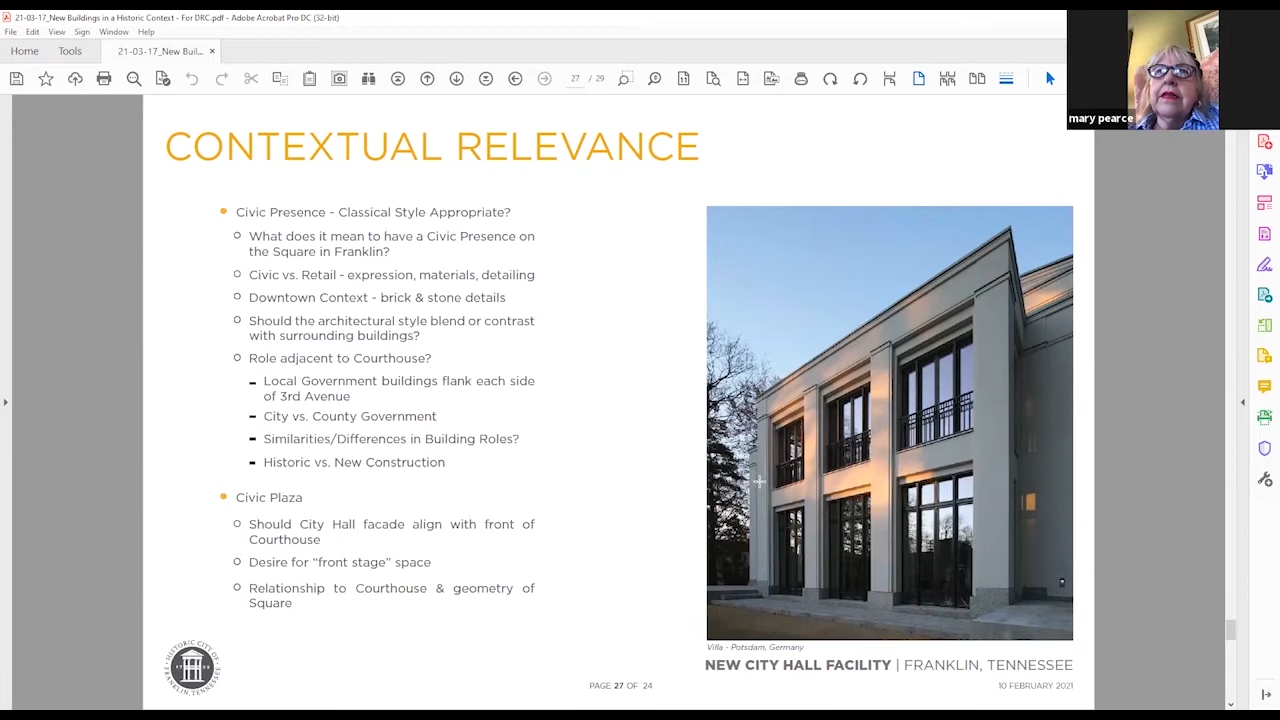 21-03-17_New Buildings in a Historic Context - For DRC.pdf - Adobe Acrobat Pro DC (32-bit)
File Edit View Sign Window Help
Home Tools 21-03-17_New Buil... ×
27 / 29
mary pearce
CONTEXTUAL RELEVANCE
Civic Presence - Classical Style Appropriate?
What does it mean to have a Civic Presence on
the Square in Franklin?
Civic vs. Retail - expression, materials, detailing
Downtown Context - brick & stone details
Should the architectural style blend or contrast
with surrounding buildings?
Role adjacent to Courthouse?
Local Government buildings flank each side
of 3rd Avenue
City vs. County Government
Similarities/Differences in Building Roles?
Historic vs. New Construction
Civic Plaza
Should City Hall facade align with front of
Courthouse
Desire for “front stage” space
Relationship to Courthouse & geometry of
Square
Villa - Potsdam, Germany
HISTORIC CITY OF
FRANKLIN, TENNESSEE
NEW CITY HALL FACILITY | FRANKLIN, TENNESSEE
PAGE 27 OF 24
10 FEBRUARY 2021